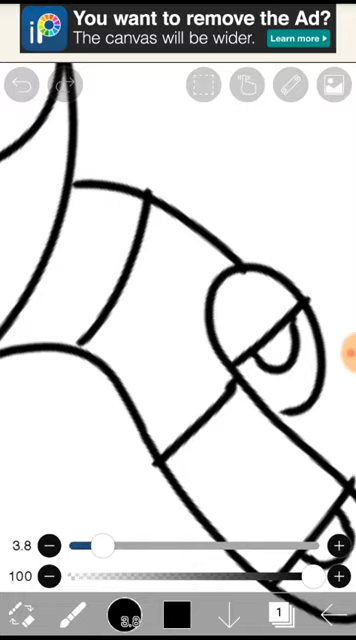 You want to remove the Ad?
The canvas will be wider.
Learn more
3.8
100
3.8
1